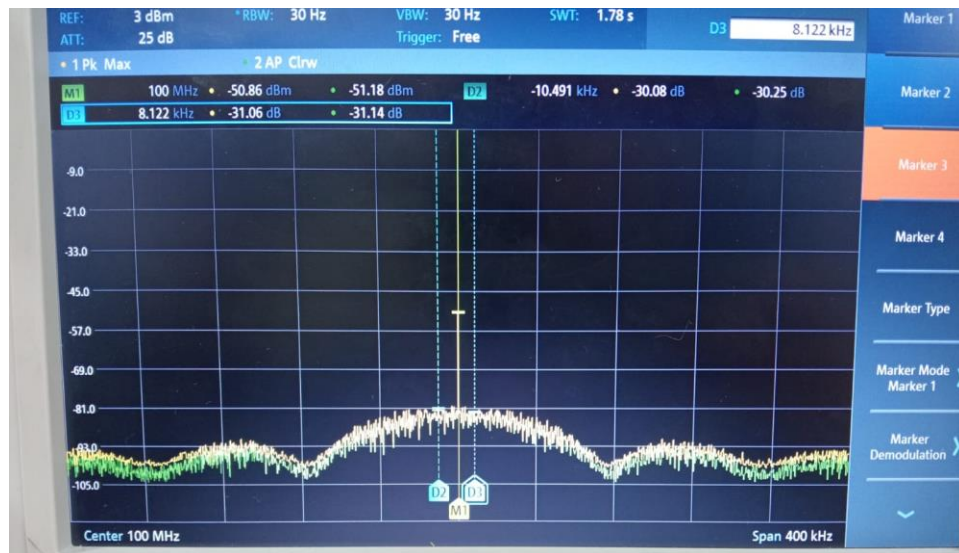 REF: 3 dBm *RBW: 30 Hz VBW: 30 Hz SWT: 1.78 s
ATT: 25 dB Trigger: Free
D3 8.122 kHz
1 Pk Max 2 AP Clrw
M1 100 MHz -50.86 dBm -51.18 dBm D2 -10.491 kHz -30.08 dB -30.25 dB
D3 8.122 kHz -31.06 dB -31.14 dB
-9.0
-21.0
-33.0
-45.0
-57.0
-69.0
-81.0
-93.0
-105.0
D2 D3
M1
Center 100 MHz Span 400 kHz
Marker 1
Marker 2
Marker 3
Marker 4
Marker Type
Marker Mode
Marker 1
Marker
Demodulation